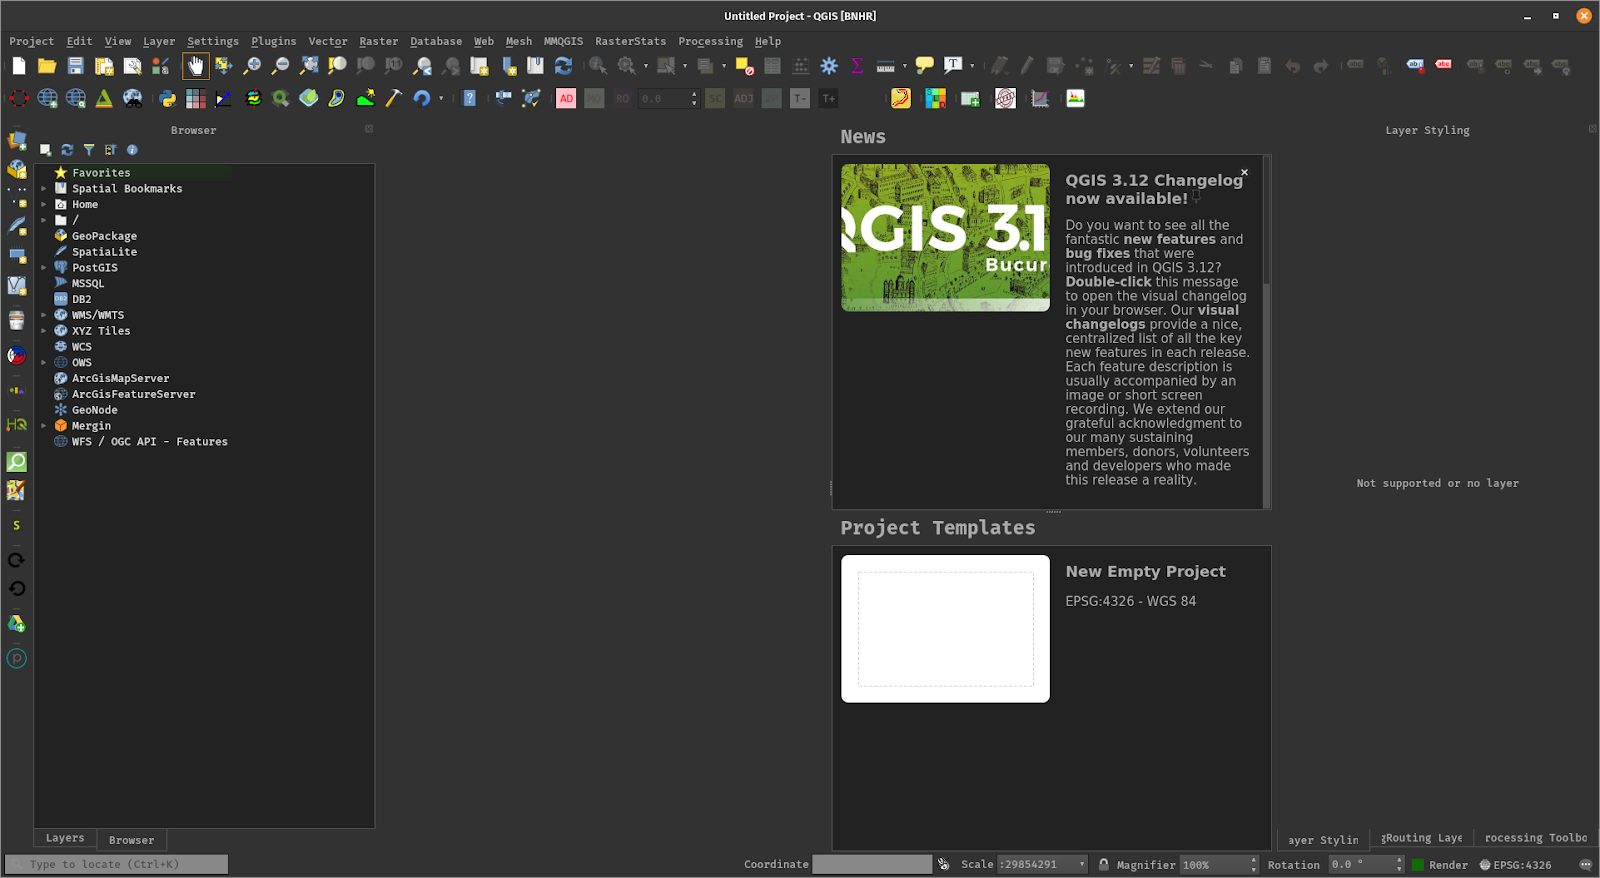 Untitled Project - QGIS [BNHR]
Project Edit View Layer Settings Plugins Vector Raster Database Web Mesh MMQGIS RasterStats Processing Help
AD MO RO 0.0 SC ADJ T- T+
Browser
Favorites
Spatial Bookmarks
Home
/
GeoPackage
SpatiaLite
PostGIS
MSSQL
DB2
WMS/WMTS
XYZ Tiles
WCS
OWS
ArcGisMapServer
ArcGisFeatureServer
GeoNode
Mergin
WFS / OGC API - Features
Layers
Browser
News
QGIS 3.1
Bucur
QGIS 3.12 Changelog
now available!
Do you want to see all the
fantastic new features and
bug fixes that were
introduced in QGIS 3.12?
Double-click this message
to open the visual changelog
in your browser. Our visual
changelogs provide a nice,
centralized list of all the key
new features in each release.
Each feature description is
usually accompanied by an
image or short screen
recording. We extend our
grateful acknowledgment to
our many sustaining
members, donors, volunteers
and developers who made
this release a reality.
Project Templates
New Empty Project
EPSG:4326 - WGS 84
Layer Styling
Not supported or no layer
ayer Stylin
Routing Laye
rocessing Toolbo
Type to locate (Ctrl+K)
Coordinate
Scale :29854291
Magnifier 100%
Rotation 0.0 °
Render
EPSG:4326